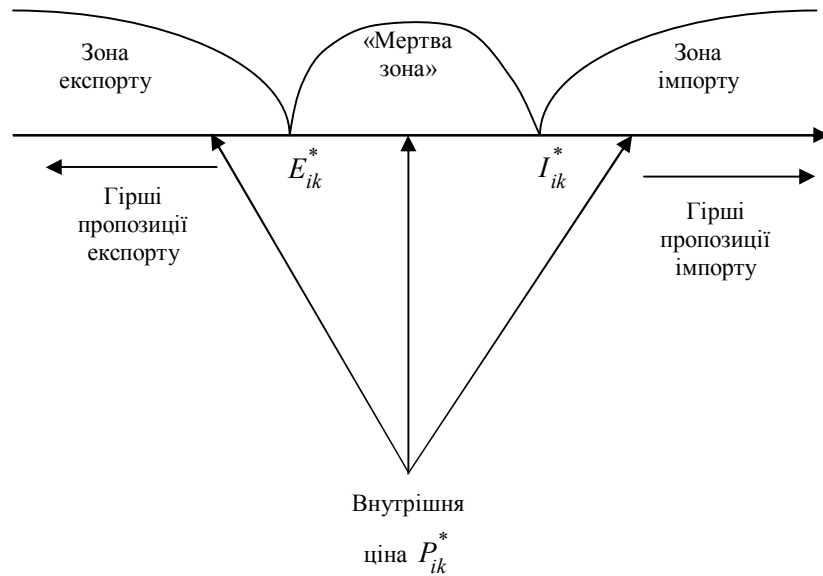 Зона
експорту
«Мертва
зона»
Зона
імпорту
E*ik
I*ik
Гірші
пропозиції
експорту
Гірші
пропозиції
імпорту
Внутрішня
ціна P*ik